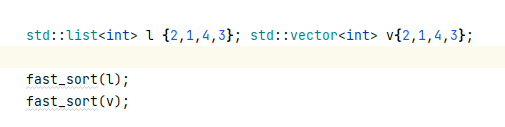 std::list<int> l {2,1,4,3}; std::vector<int> v{2,1,4,3};
fast_sort(l);
fast_sort(v);